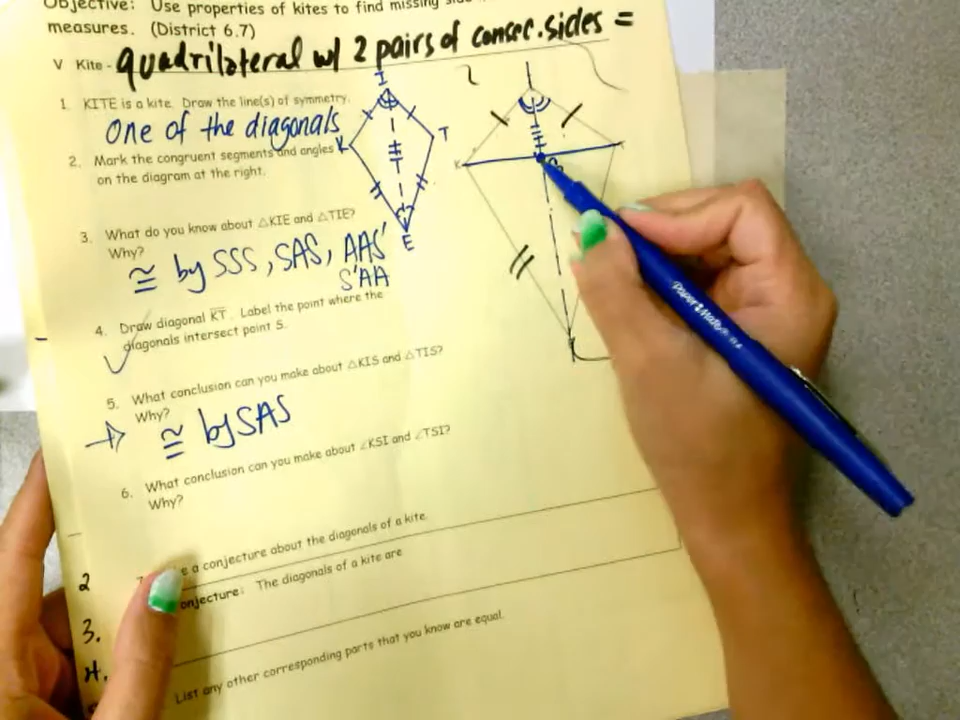 Objective: Use properties of kites to find missing
measures. (District 6.7)
V Kite - quadrilateral w/ 2 pairs of consec. sides =
1. KITE is a kite. Draw the line(s) of symmetry.
One of the diagonals
2. Mark the congruent segments and angles
on the diagram at the right.
I
K
T
E
3. What do you know about △KIE and △TIE?
Why?
≅ by SSS, SAS, AAS'
S'AA
4. Draw diagonal KT. Label the point where the
diagonals intersect point S.
5. What conclusion can you make about △KIS and △TIS?
Why?
≅ by SAS
6. What conclusion can you make about ∠KSI and ∠TSI?
Why?
e a conjecture about the diagonals of a kite.
onjecture: The diagonals of a kite are
List any other corresponding parts that you know are equal.
2
3.
4.
K
Paper Mate